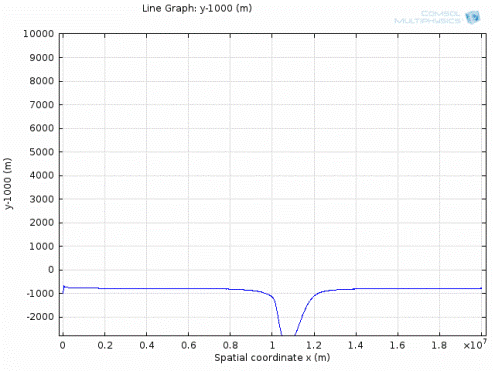 Line Graph: y-1000 (m)
COMSOL
MULTIPHYSICS
10000
9000
8000
7000
6000
5000
4000
3000
2000
1000
0
-1000
-2000
y-1000 (m)
0 0.2 0.4 0.6 0.8 1 1.2 1.4 1.6 1.8 ×10⁷
Spatial coordinate x (m)